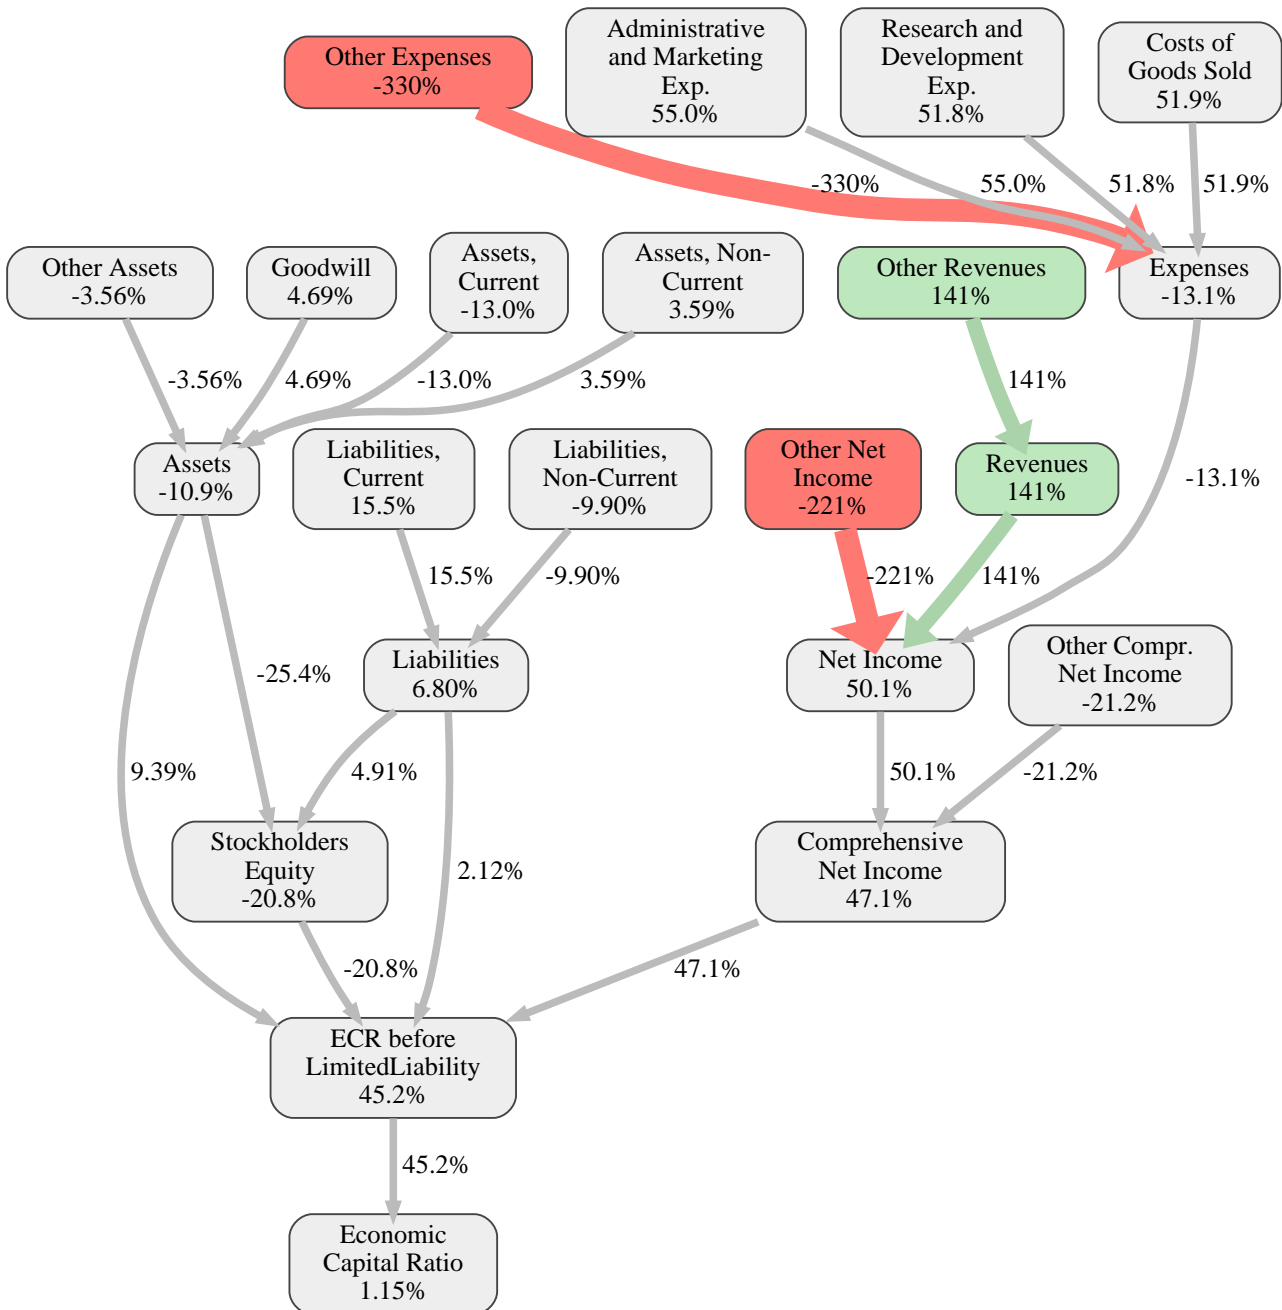 Other Expenses
-330%
Administrative
and Marketing
Exp.
55.0%
Research and
Development
Exp.
51.8%
Costs of
Goods Sold
51.9%
-330%
55.0%
51.8%
51.9%
Other Assets
-3.56%
Goodwill
4.69%
Assets,
Current
-13.0%
Assets, Non-
Current
3.59%
Other Revenues
141%
Expenses
-13.1%
-3.56%
4.69%
-13.0%
3.59%
141%
Assets
-10.9%
Liabilities,
Current
15.5%
Liabilities,
Non-Current
-9.90%
Other Net
Income
-221%
Revenues
141%
-13.1%
15.5%
-9.90%
-221%
141%
-25.4%
Liabilities
6.80%
Net Income
50.1%
Other Compr.
Net Income
-21.2%
9.39%
4.91%
50.1%
-21.2%
Stockholders
Equity
-20.8%
2.12%
Comprehensive
Net Income
47.1%
-20.8%
47.1%
ECR before
LimitedLiability
45.2%
45.2%
Economic
Capital Ratio
1.15%